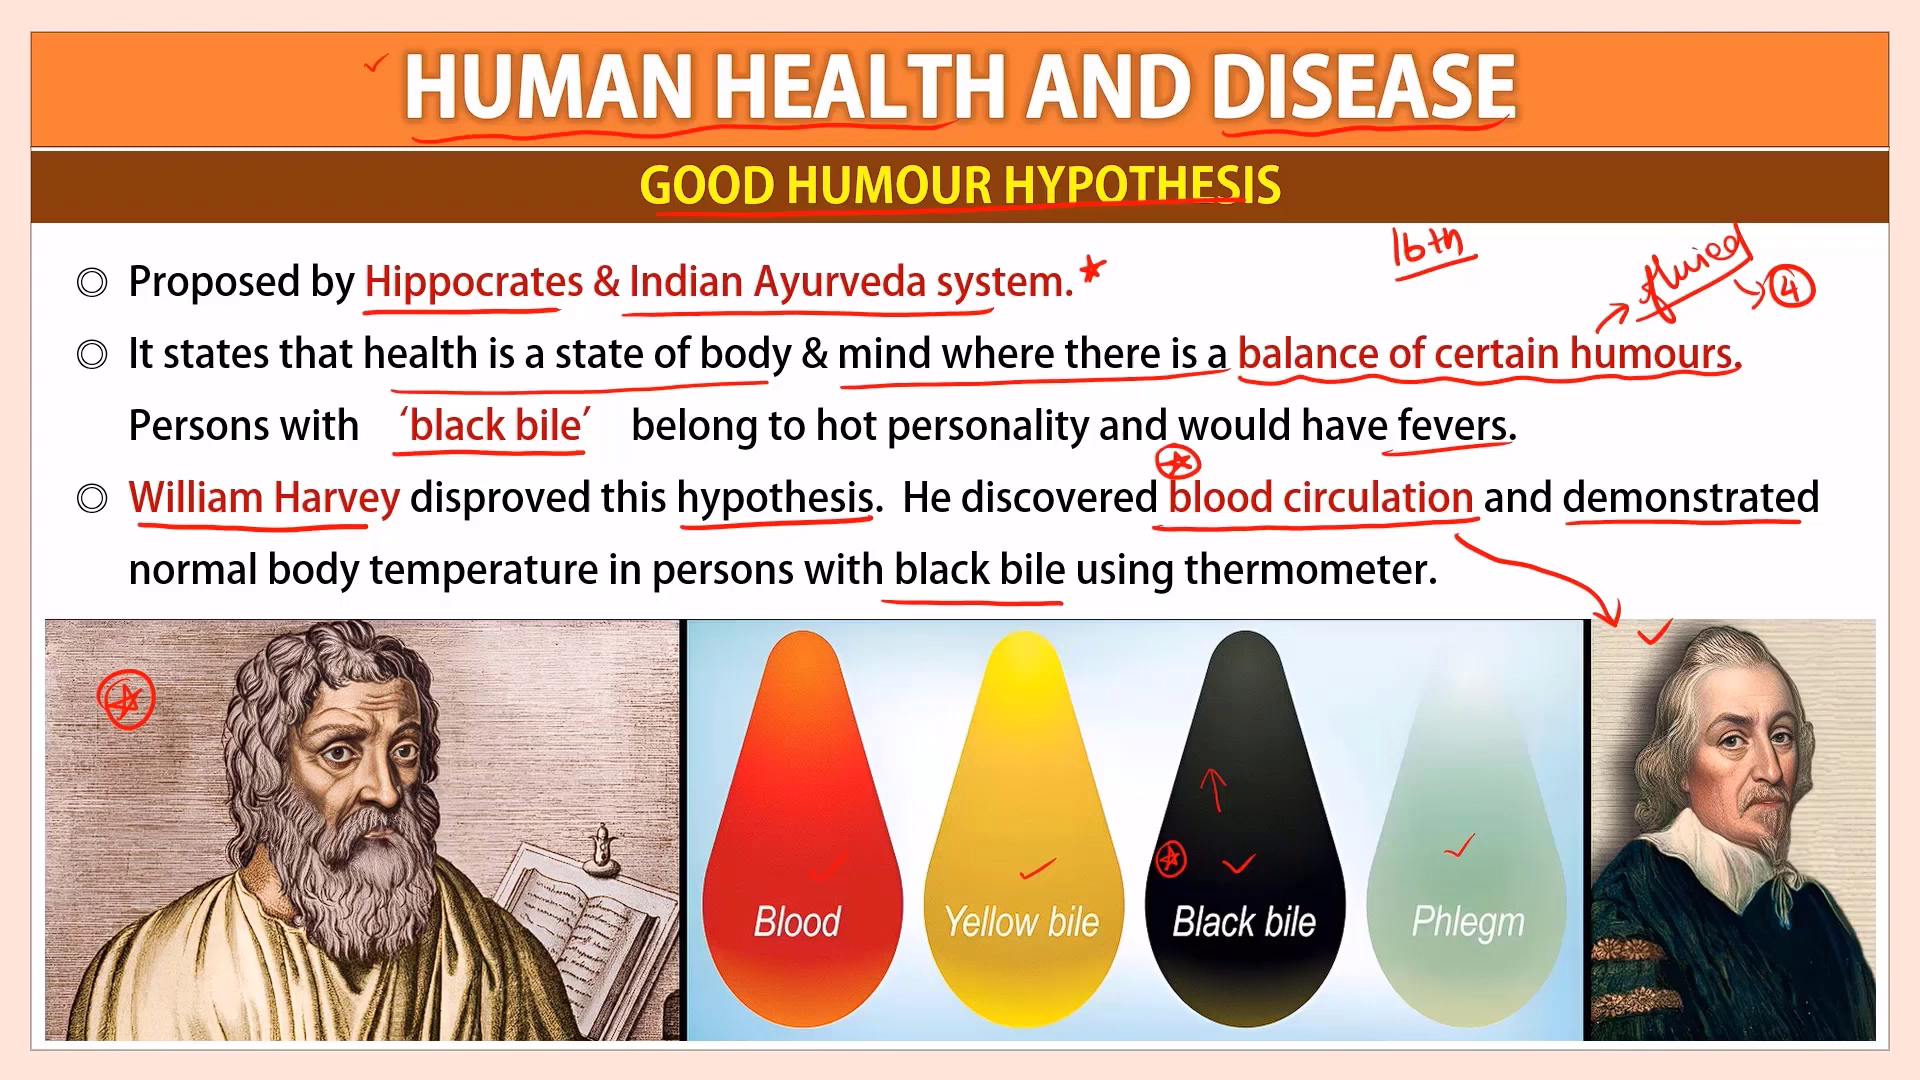 HUMAN HEALTH AND DISEASE
GOOD HUMOUR HYPOTHESIS
16th
fluied
4
Proposed by Hippocrates & Indian Ayurveda system.
It states that health is a state of body & mind where there is a balance of certain humours.
Persons with ‘black bile’ belong to hot personality and would have fevers.
William Harvey disproved this hypothesis. He discovered blood circulation and demonstrated
normal body temperature in persons with black bile using thermometer.
Blood
Yellow bile
Black bile
Phlegm